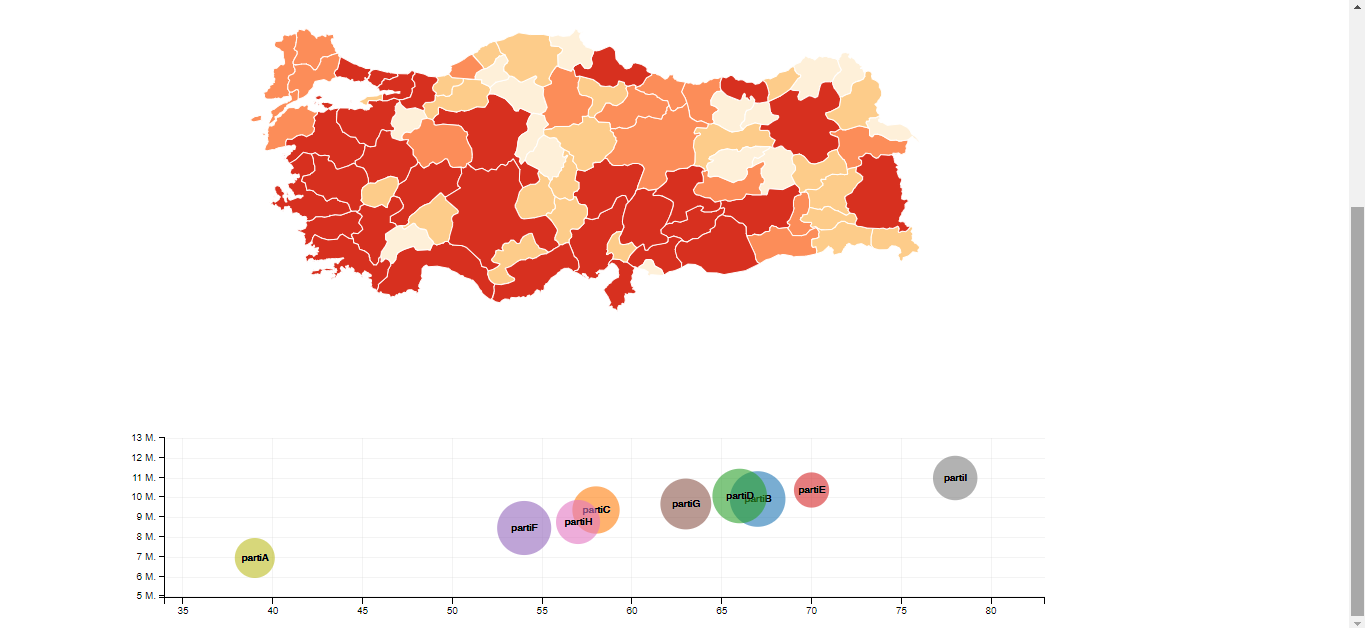 13 M.
12 M.
11 M.
10 M.
9 M.
8 M.
7 M.
6 M.
5 M.
partiA
partiF
partiH
partiC
partiG
partiD
partiB
partiE
partiI
35 40 45 50 55 60 65 70 75 80